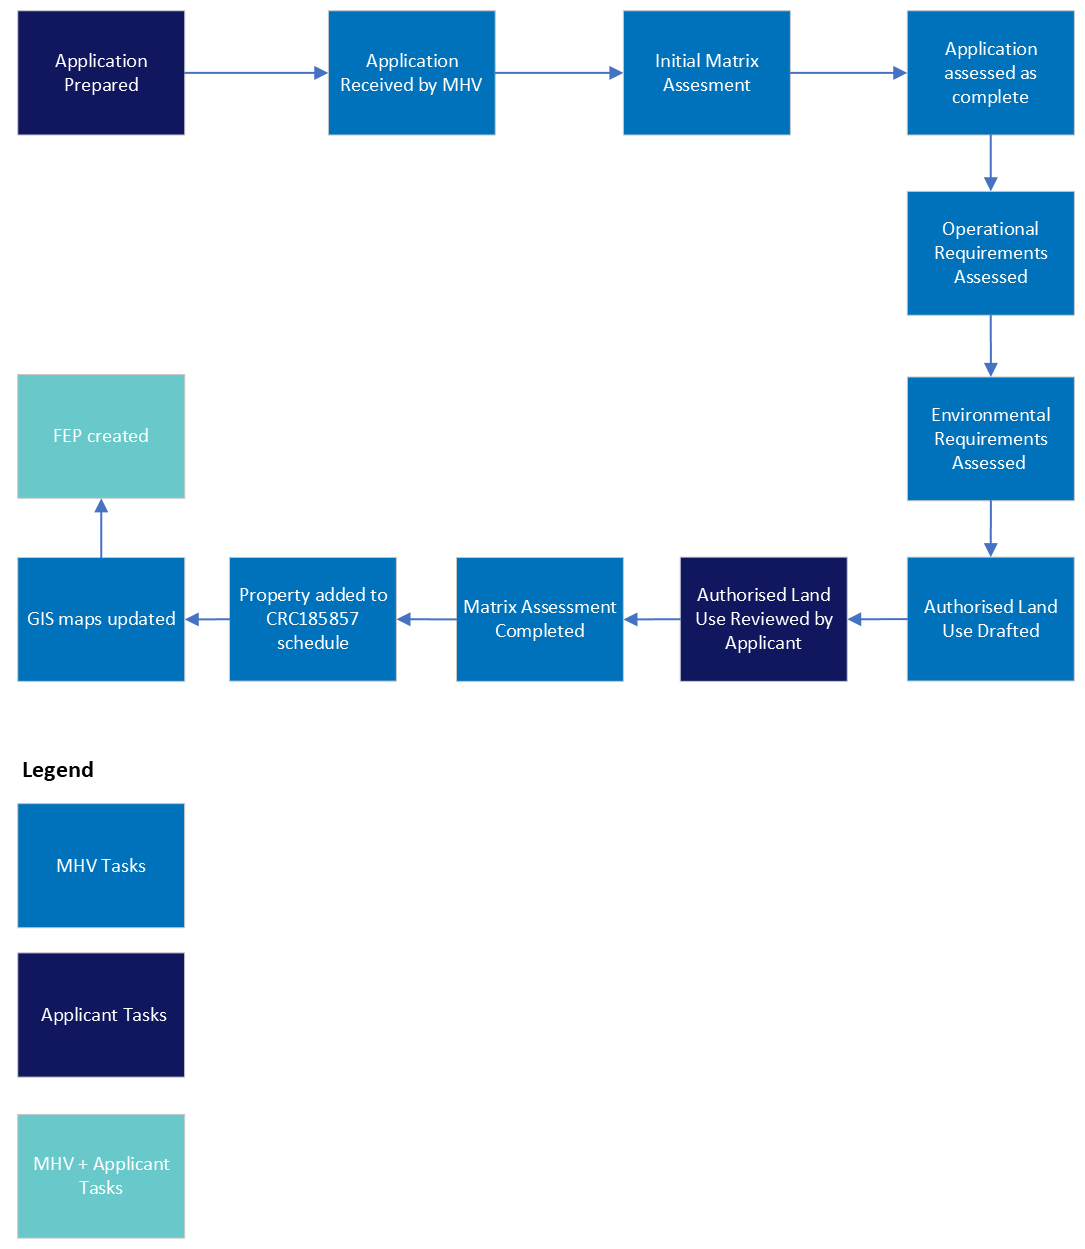 Application
Prepared
Application
Received by MHV
Initial Matrix
Assesment
Application
assessed as
complete
Operational
Requirements
Assessed
Environmental
Requirements
Assessed
Authorised Land
Use Drafted
Authorised Land
Use Reviewed by
Applicant
Matrix Assessment
Completed
Property added to
CRC185857
schedule
GIS maps updated
FEP created
Legend
MHV Tasks
Applicant Tasks
MHV + Applicant
Tasks